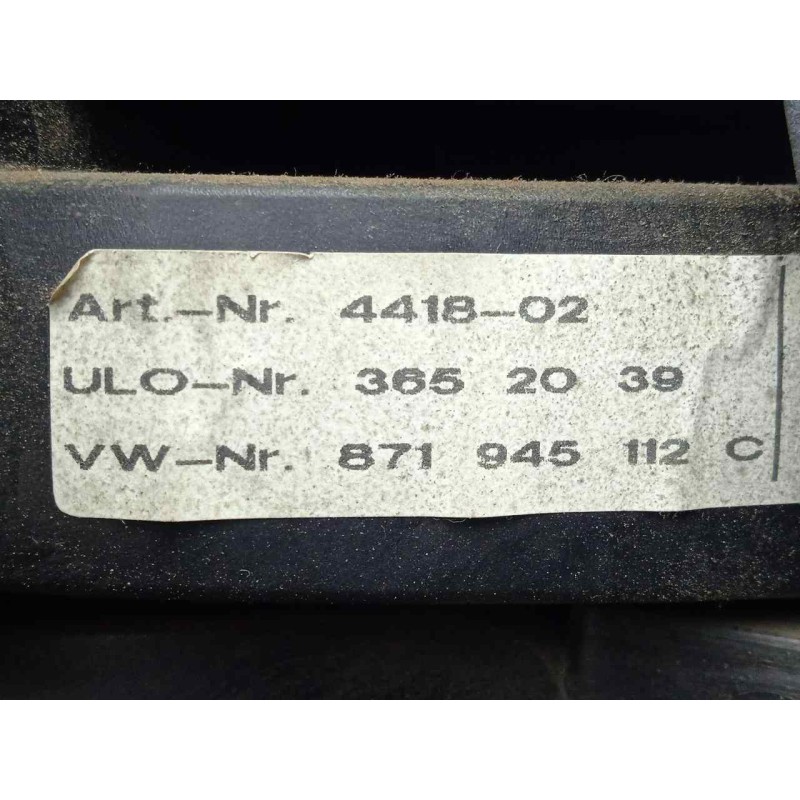 Art.-Nr. 4418-02
ULO-Nr. 365 20 39
VW-Nr. 871 945 112 C